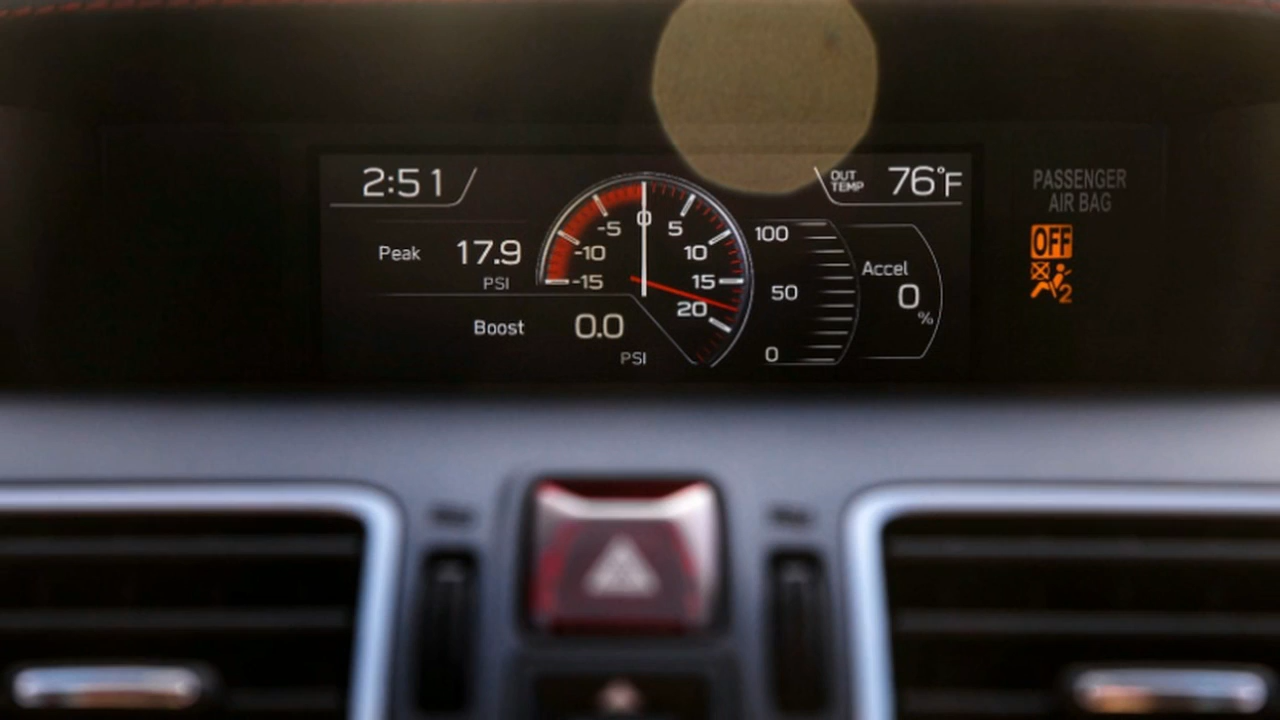 2:51
OUT
TEMP
76°F
PASSENGER
AIR BAG
OFF
2
Peak 17.9
PSI
Boost 0.0
PSI
-15
-10
-5
0
5
10
15
20
100
50
0
Accel
0
%